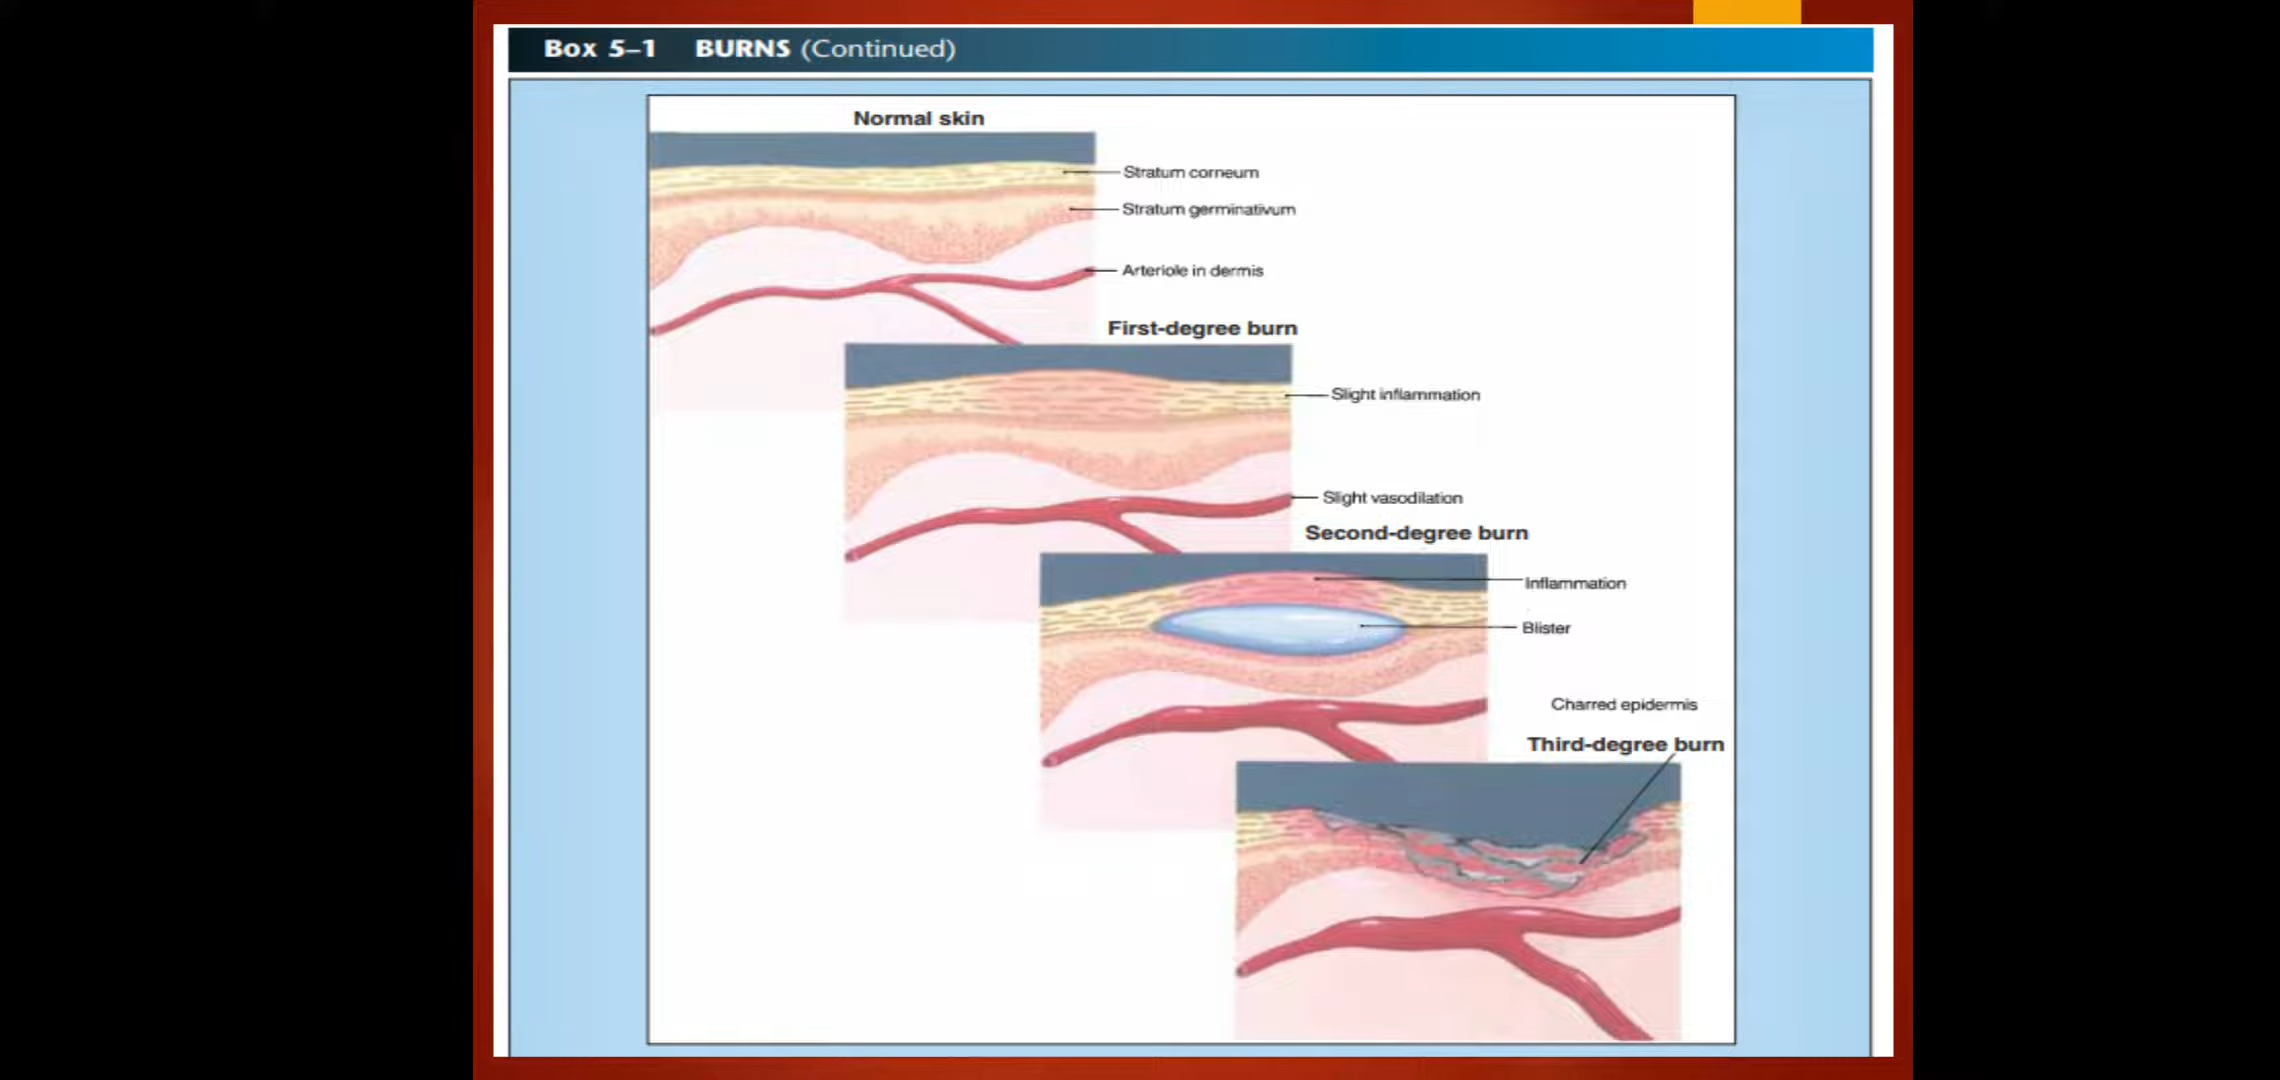 Box 5–1 BURNS (Continued)
Normal skin
Stratum corneum
Stratum germinativum
Arteriole in dermis
First-degree burn
Slight inflammation
Slight vasodilation
Second-degree burn
Inflammation
Blister
Charred epidermis
Third-degree burn